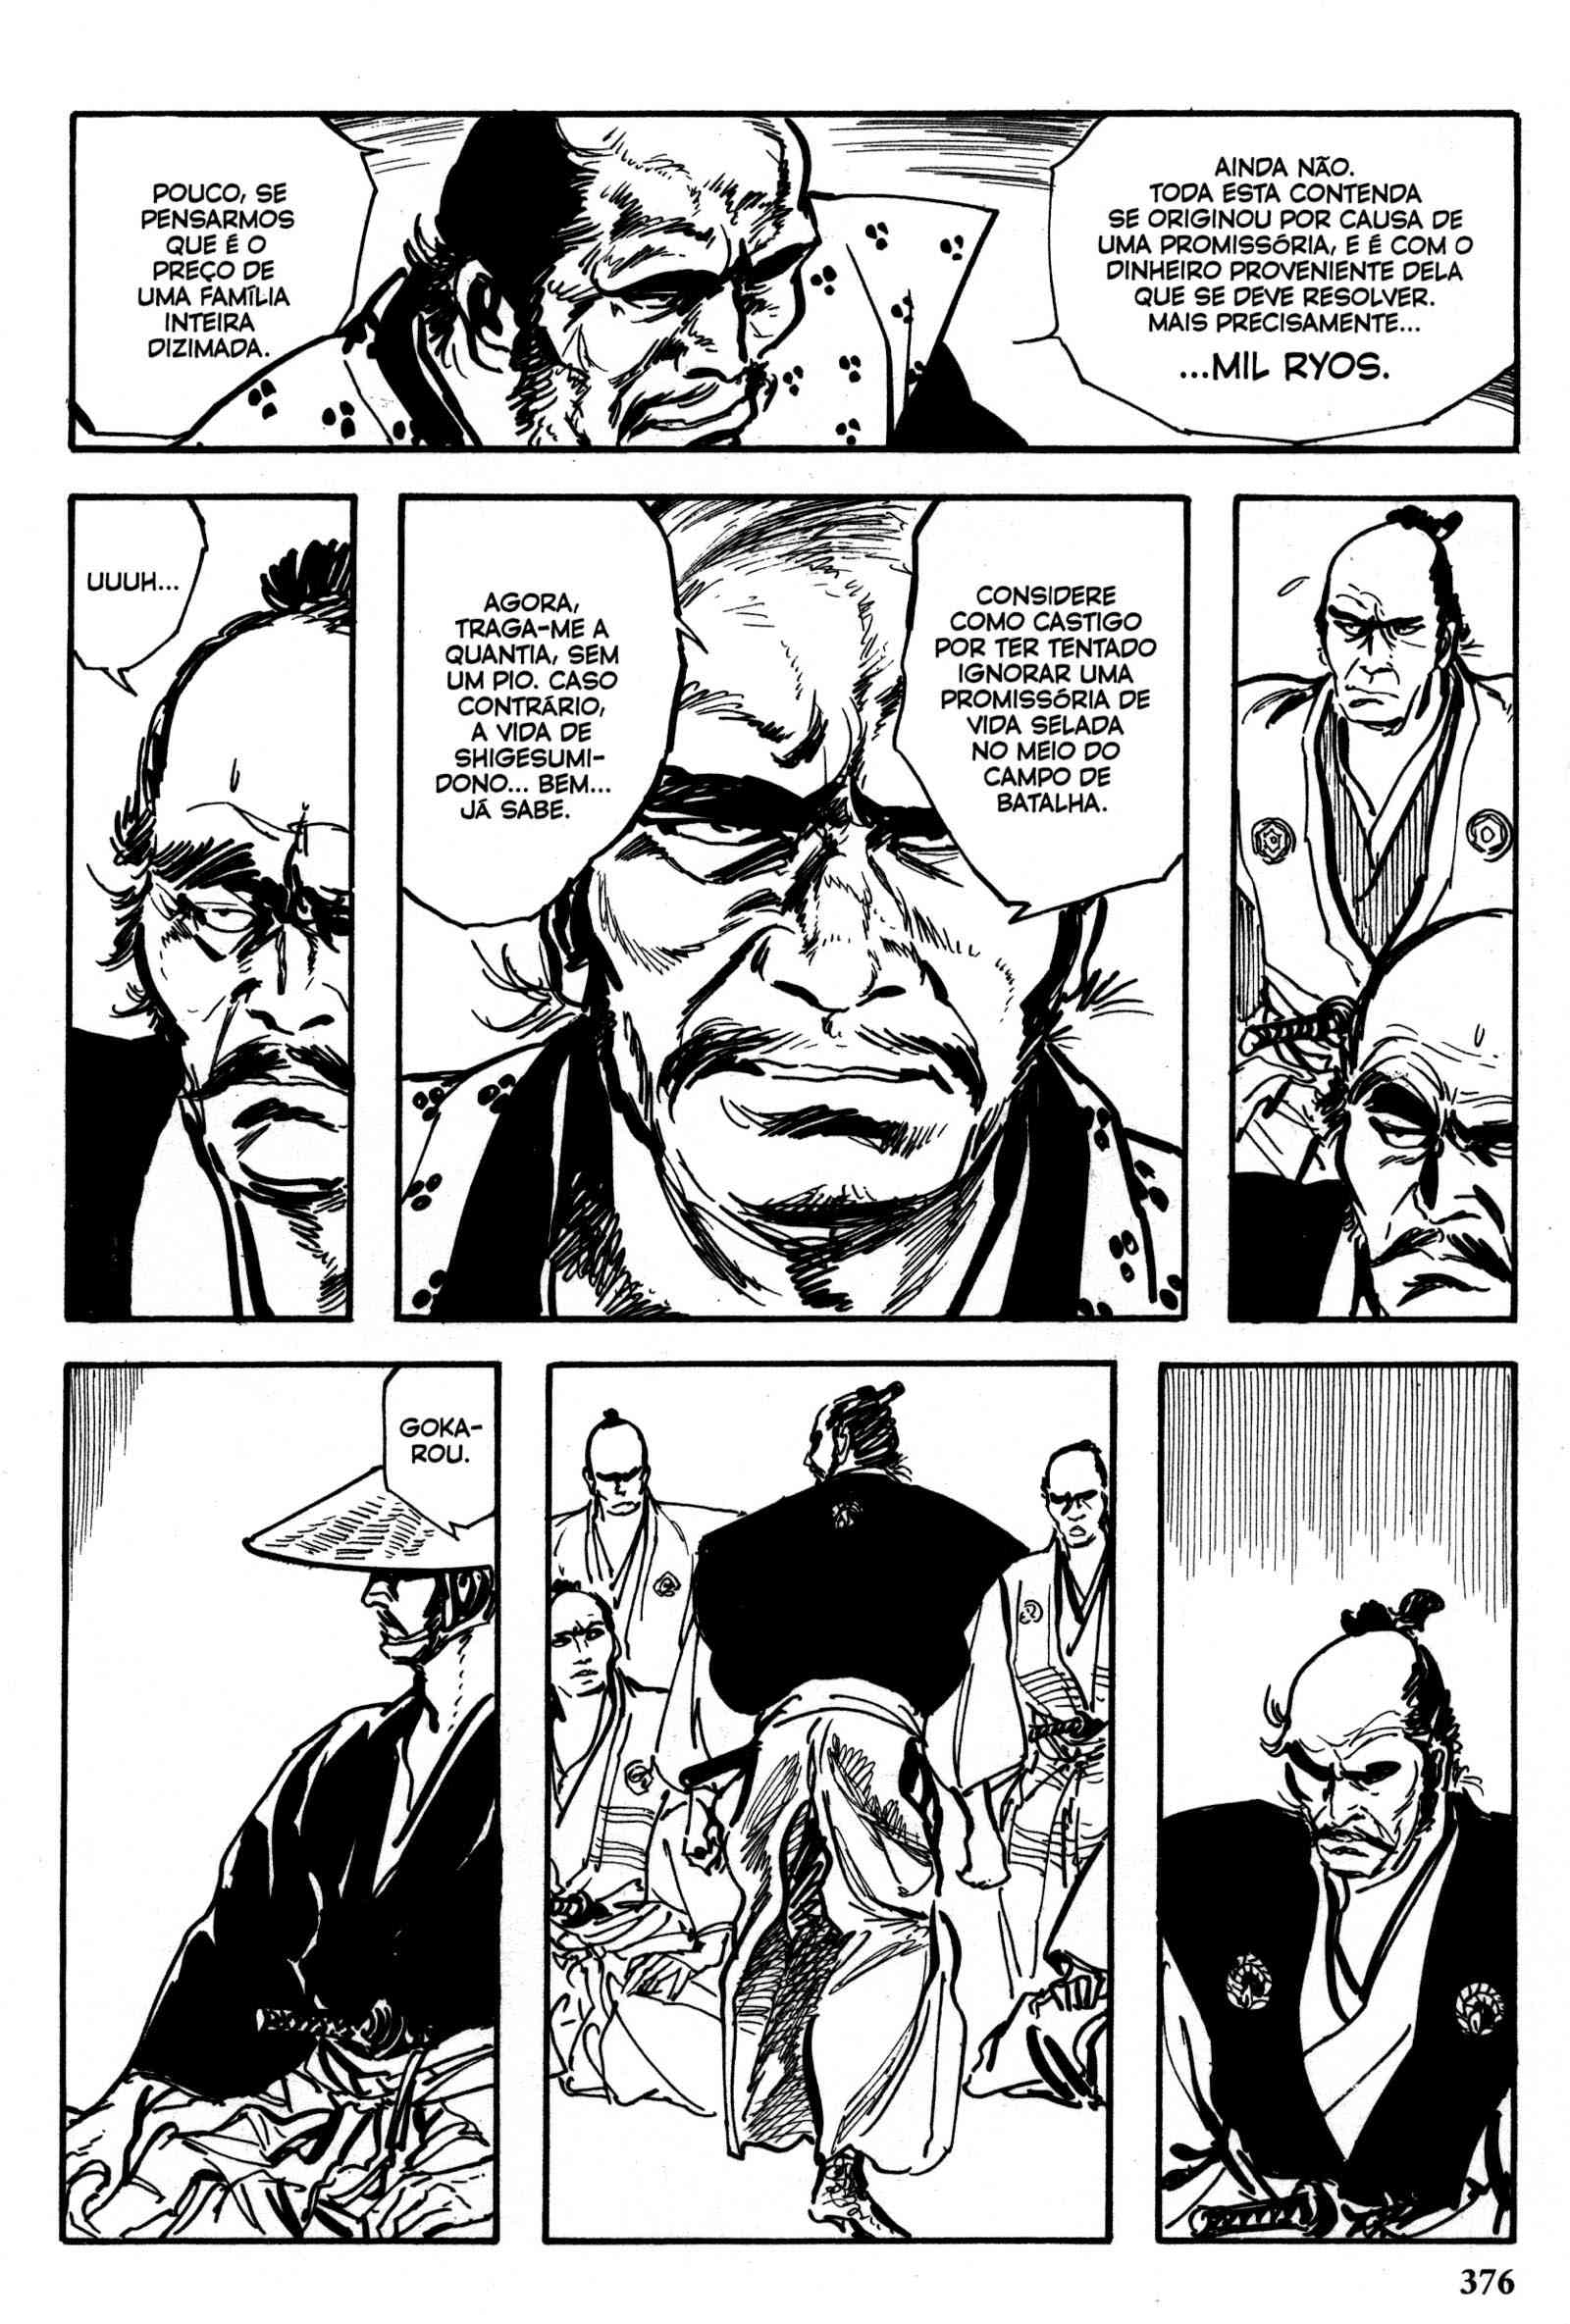 AINDA NÃO.
TODA ESTA CONTENDA
SE ORIGINOU POR CAUSA DE
UMA PROMISSÓRIA, E É COM O
DINHEIRO PROVENIENTE DELA
QUE SE DEVE RESOLVER.
MAIS PRECISAMENTE...
...MIL RYOS.
POUCO, SE
PENSARMOS
QUE É O
PREÇO DE
UMA FAMÍLIA
INTEIRA
DIZIMADA.
CONSIDERE
COMO CASTIGO
POR TER TENTADO
IGNORAR UMA
PROMISSÓRIA DE
VIDA SELADA
NO MEIO DO
CAMPO DE
BATALHA.
AGORA,
TRAGA-ME A
QUANTIA, SEM
UM PIO. CASO
CONTRÁRIO,
A VIDA DE
SHIGESUMI-
DONO... BEM...
JÁ SABE.
UUUH...
GOKA-
ROU.
376